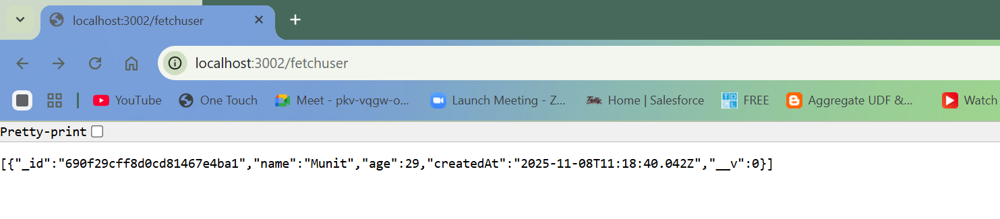 localhost:3002/fetchuser
localhost:3002/fetchuser
YouTube One Touch Meet - pkv-vqgw-o... Launch Meeting - Z... Home | Salesforce FREE Aggregate UDF &... Watch
Pretty-print
[{"_id":"690f29cff8d0cd81467e4ba1","name":"Munit","age":29,"createdAt":"2025-11-08T11:18:40.042Z","__v":0}]